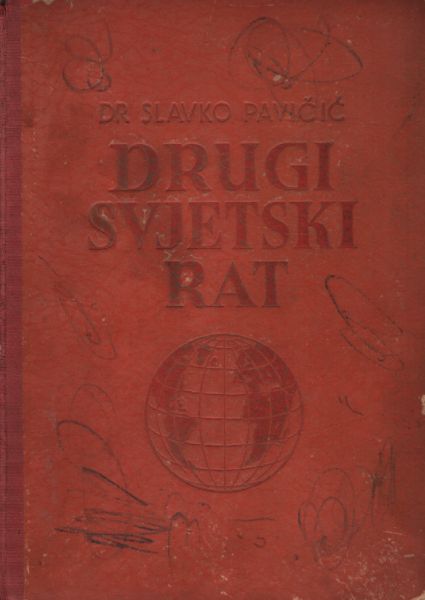 DR SLAVKO PAVIČIĆ
DRUGI
SVJETSKI
RAT